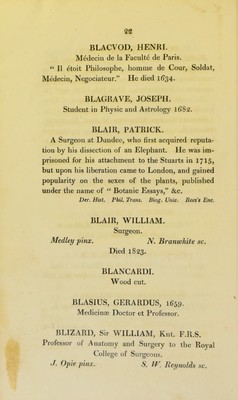 22
BLACVOD, HENRI.
Médecin de la Faculté de Paris.
“ Il étoit Philosophe, homme de Cour, Soldat,
Médecin, Negociateur.” He died 1634.
BLAGRAVE, JOSEPH.
Student in Physic and Astrology 1682.
BLAIR, PATRICK.
A Surgeon at Dundee, who first acquired reputa-
tion by his dissection of an Elephant. He was im-
prisoned for his attachment to the Stuarts in 1715,
but upon his liberation came to London, and gained
popularity on the sexes of the plants, published
under the name of “ Botanic Essays,” &c.
Dec. Hist. Phil. Trans. Biog. Univ. Rees's Enc.
BLAIR, WILLIAM.
Surgeon.
Medley pinx. N. Branwhite sc.
Died 1823.
BLANCARDI.
Wood cut.
BLASIUS, GERARDUS, 1659.
Medicinæ Doctor et Professor.
BLIZARD, Sir WILLIAM, Knt. F.R.S.
Professor of Anatomy and Surgery to the Royal
College of Surgeons.
J. Opie pinx. S. W. Reynolds sc.